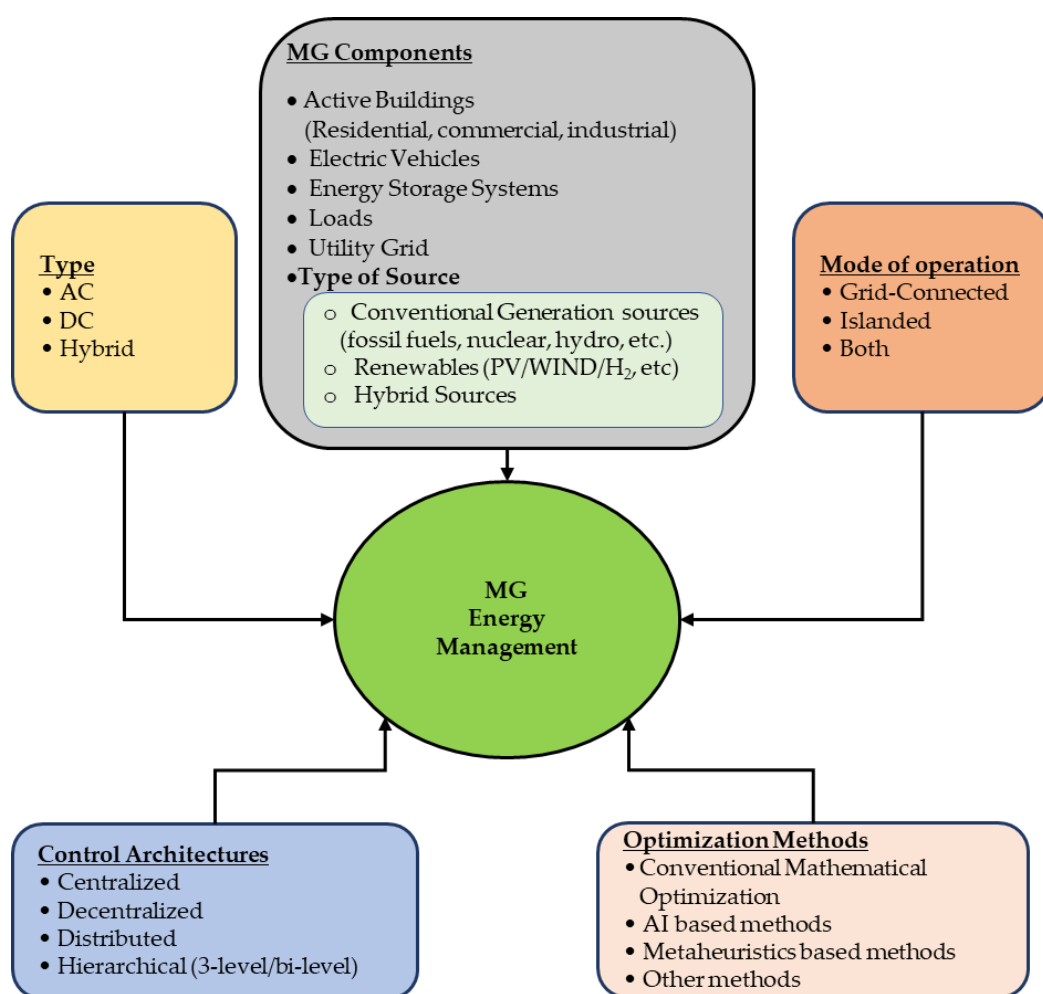 MG Components
• Active Buildings
(Residential, commercial, industrial)
• Electric Vehicles
• Energy Storage Systems
• Loads
• Utility Grid
•Type of Source
o Conventional Generation sources
(fossil fuels, nuclear, hydro, etc.)
o Renewables (PV/WIND/H₂, etc)
o Hybrid Sources
Type
• AC
• DC
• Hybrid
Mode of operation
• Grid-Connected
• Islanded
• Both
MG
Energy
Management
Control Architectures
• Centralized
• Decentralized
• Distributed
• Hierarchical (3-level/bi-level)
Optimization Methods
• Conventional Mathematical
Optimization
• AI based methods
• Metaheuristics based methods
• Other methods